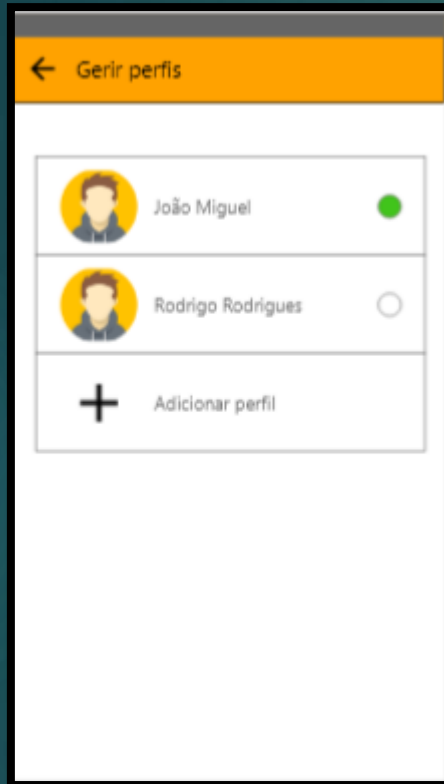 Gerir perfis
João Miguel
Rodrigo Rodrigues
Adicionar perfil